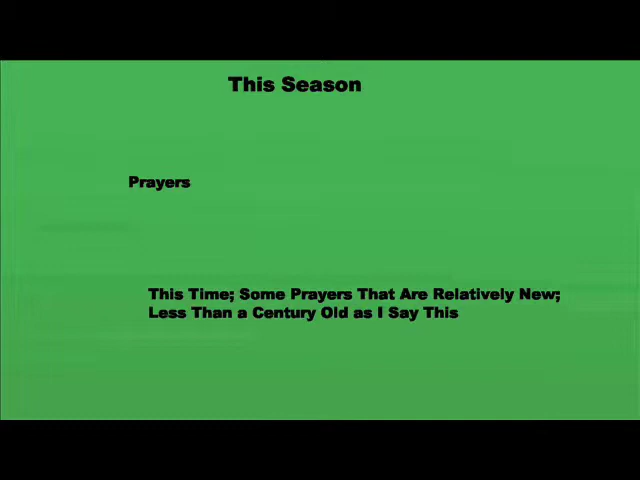 This Season
Prayers
This Time; Some Prayers That Are Relatively New;
Less Than a Century Old as I Say This